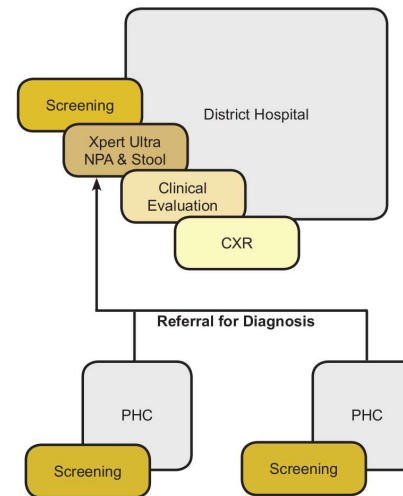 Screening
District Hospital
Xpert Ultra
NPA & Stool
Clinical
Evaluation
CXR
Referral for Diagnosis
PHC
PHC
Screening
Screening